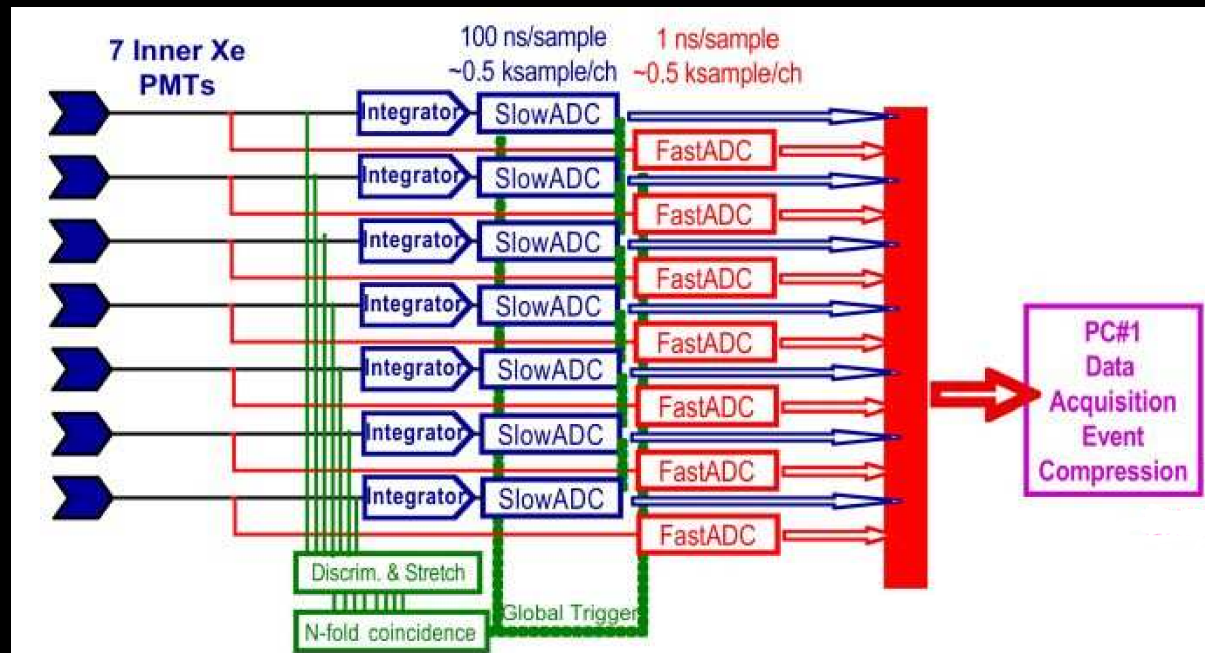 7 Inner Xe
PMTs
100 ns/sample
~0.5 ksample/ch
1 ns/sample
~0.5 ksample/ch
Integrator
SlowADC
FastADC
Integrator
SlowADC
FastADC
Integrator
SlowADC
FastADC
Integrator
SlowADC
FastADC
Integrator
SlowADC
FastADC
Integrator
SlowADC
FastADC
Integrator
SlowADC
FastADC
PC#1
Data
Acquisition
Event
Compression
Discrim. & Stretch
Global Trigger
N-fold coincidence